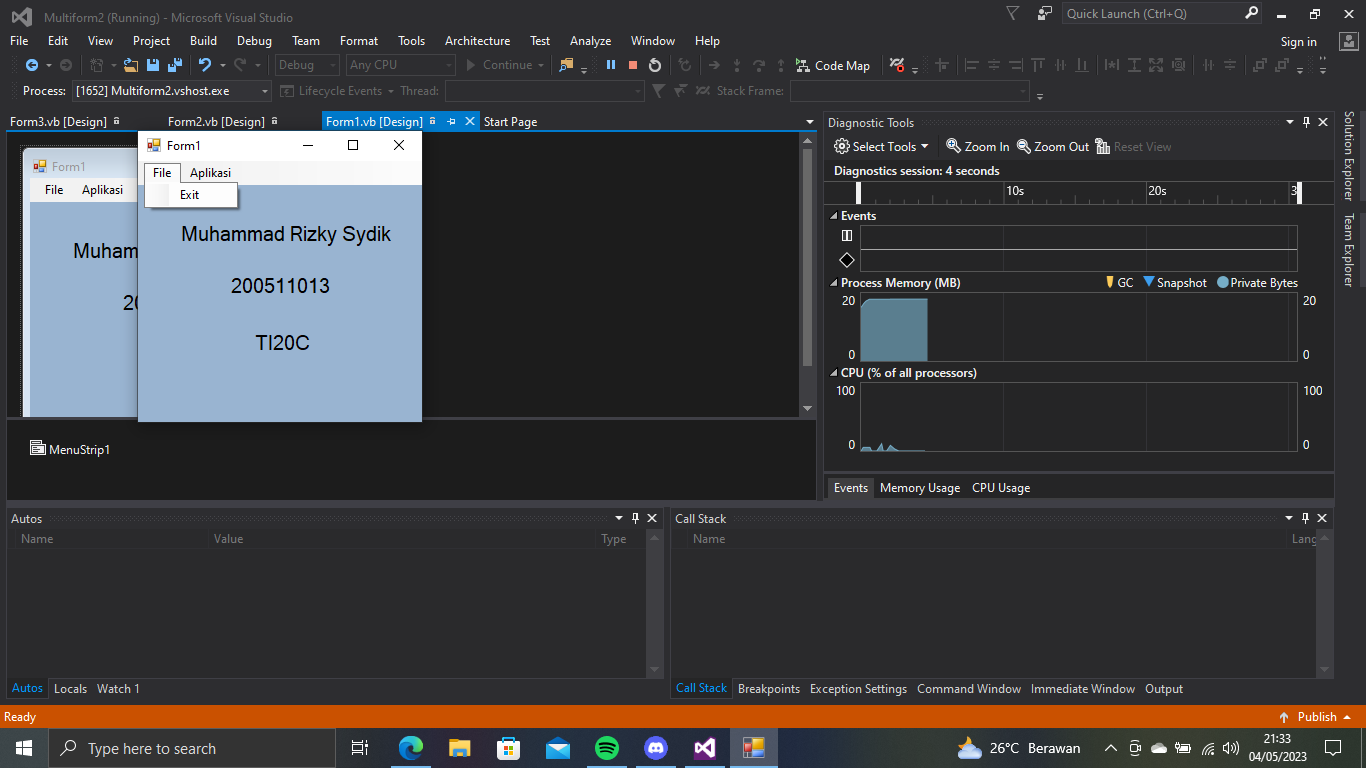 Multiform2 (Running) - Microsoft Visual Studio
Quick Launch (Ctrl+Q)
File Edit View Project Build Debug Team Format Tools Architecture Test Analyze Window Help
Sign in
Debug Any CPU Continue Code Map
Process: [1652] Multiform2.vshost.exe Lifecycle Events Thread: Stack Frame:
Form3.vb [Design] Form2.vb [Design] Form1.vb [Design] Start Page
Form1
File Aplikasi
Muham
20
Form1
File Aplikasi
Exit
Muhammad Rizky Sydik
200511013
TI20C
MenuStrip1
Diagnostic Tools
Select Tools Zoom In Zoom Out Reset View
Diagnostics session: 4 seconds
10s 20s 3
Events
Process Memory (MB) GC Snapshot Private Bytes
20 20
0 0
CPU (% of all processors)
100 100
0 0
Events Memory Usage CPU Usage
Solution Explorer
Team Explorer
Autos
Name Value Type
Autos Locals Watch 1
Call Stack
Name Lang
Call Stack Breakpoints Exception Settings Command Window Immediate Window Output
Ready
Publish
Type here to search
26°C Berawan
21:33
04/05/2023